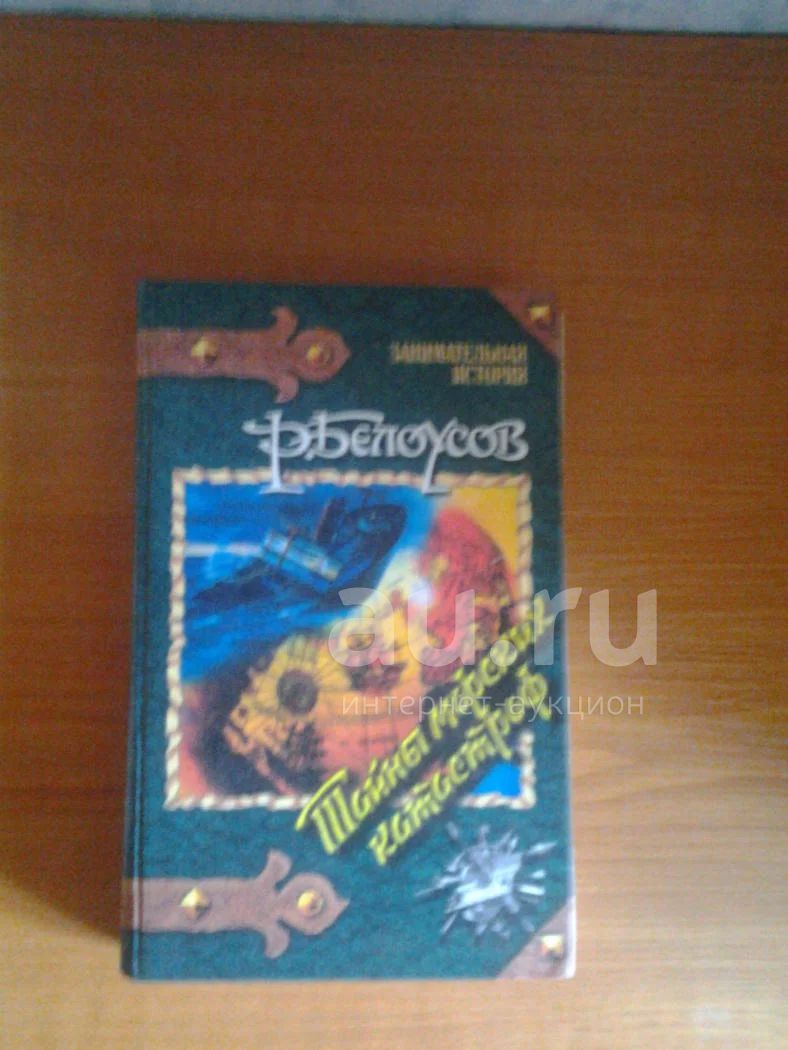 ЗАНИМАТЕЛЬНАЯ
ИСТОРИЯ
Р. БЕЛОУСОВ
au.ru
интернет-аукцион
Тайны морских
катастроф